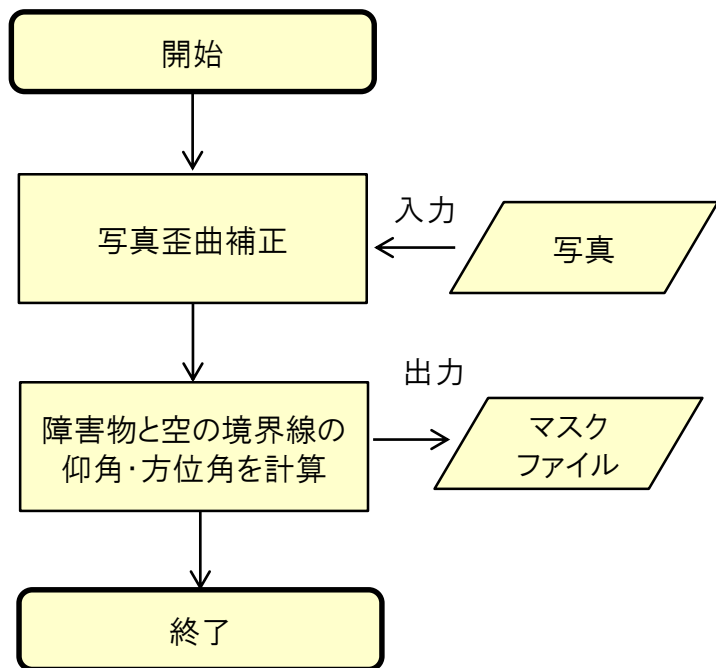 開始
入力
写真歪曲補正
写真
出力
障害物と空の境界線の
仰角・方位角を計算
マスク
ファイル
終了